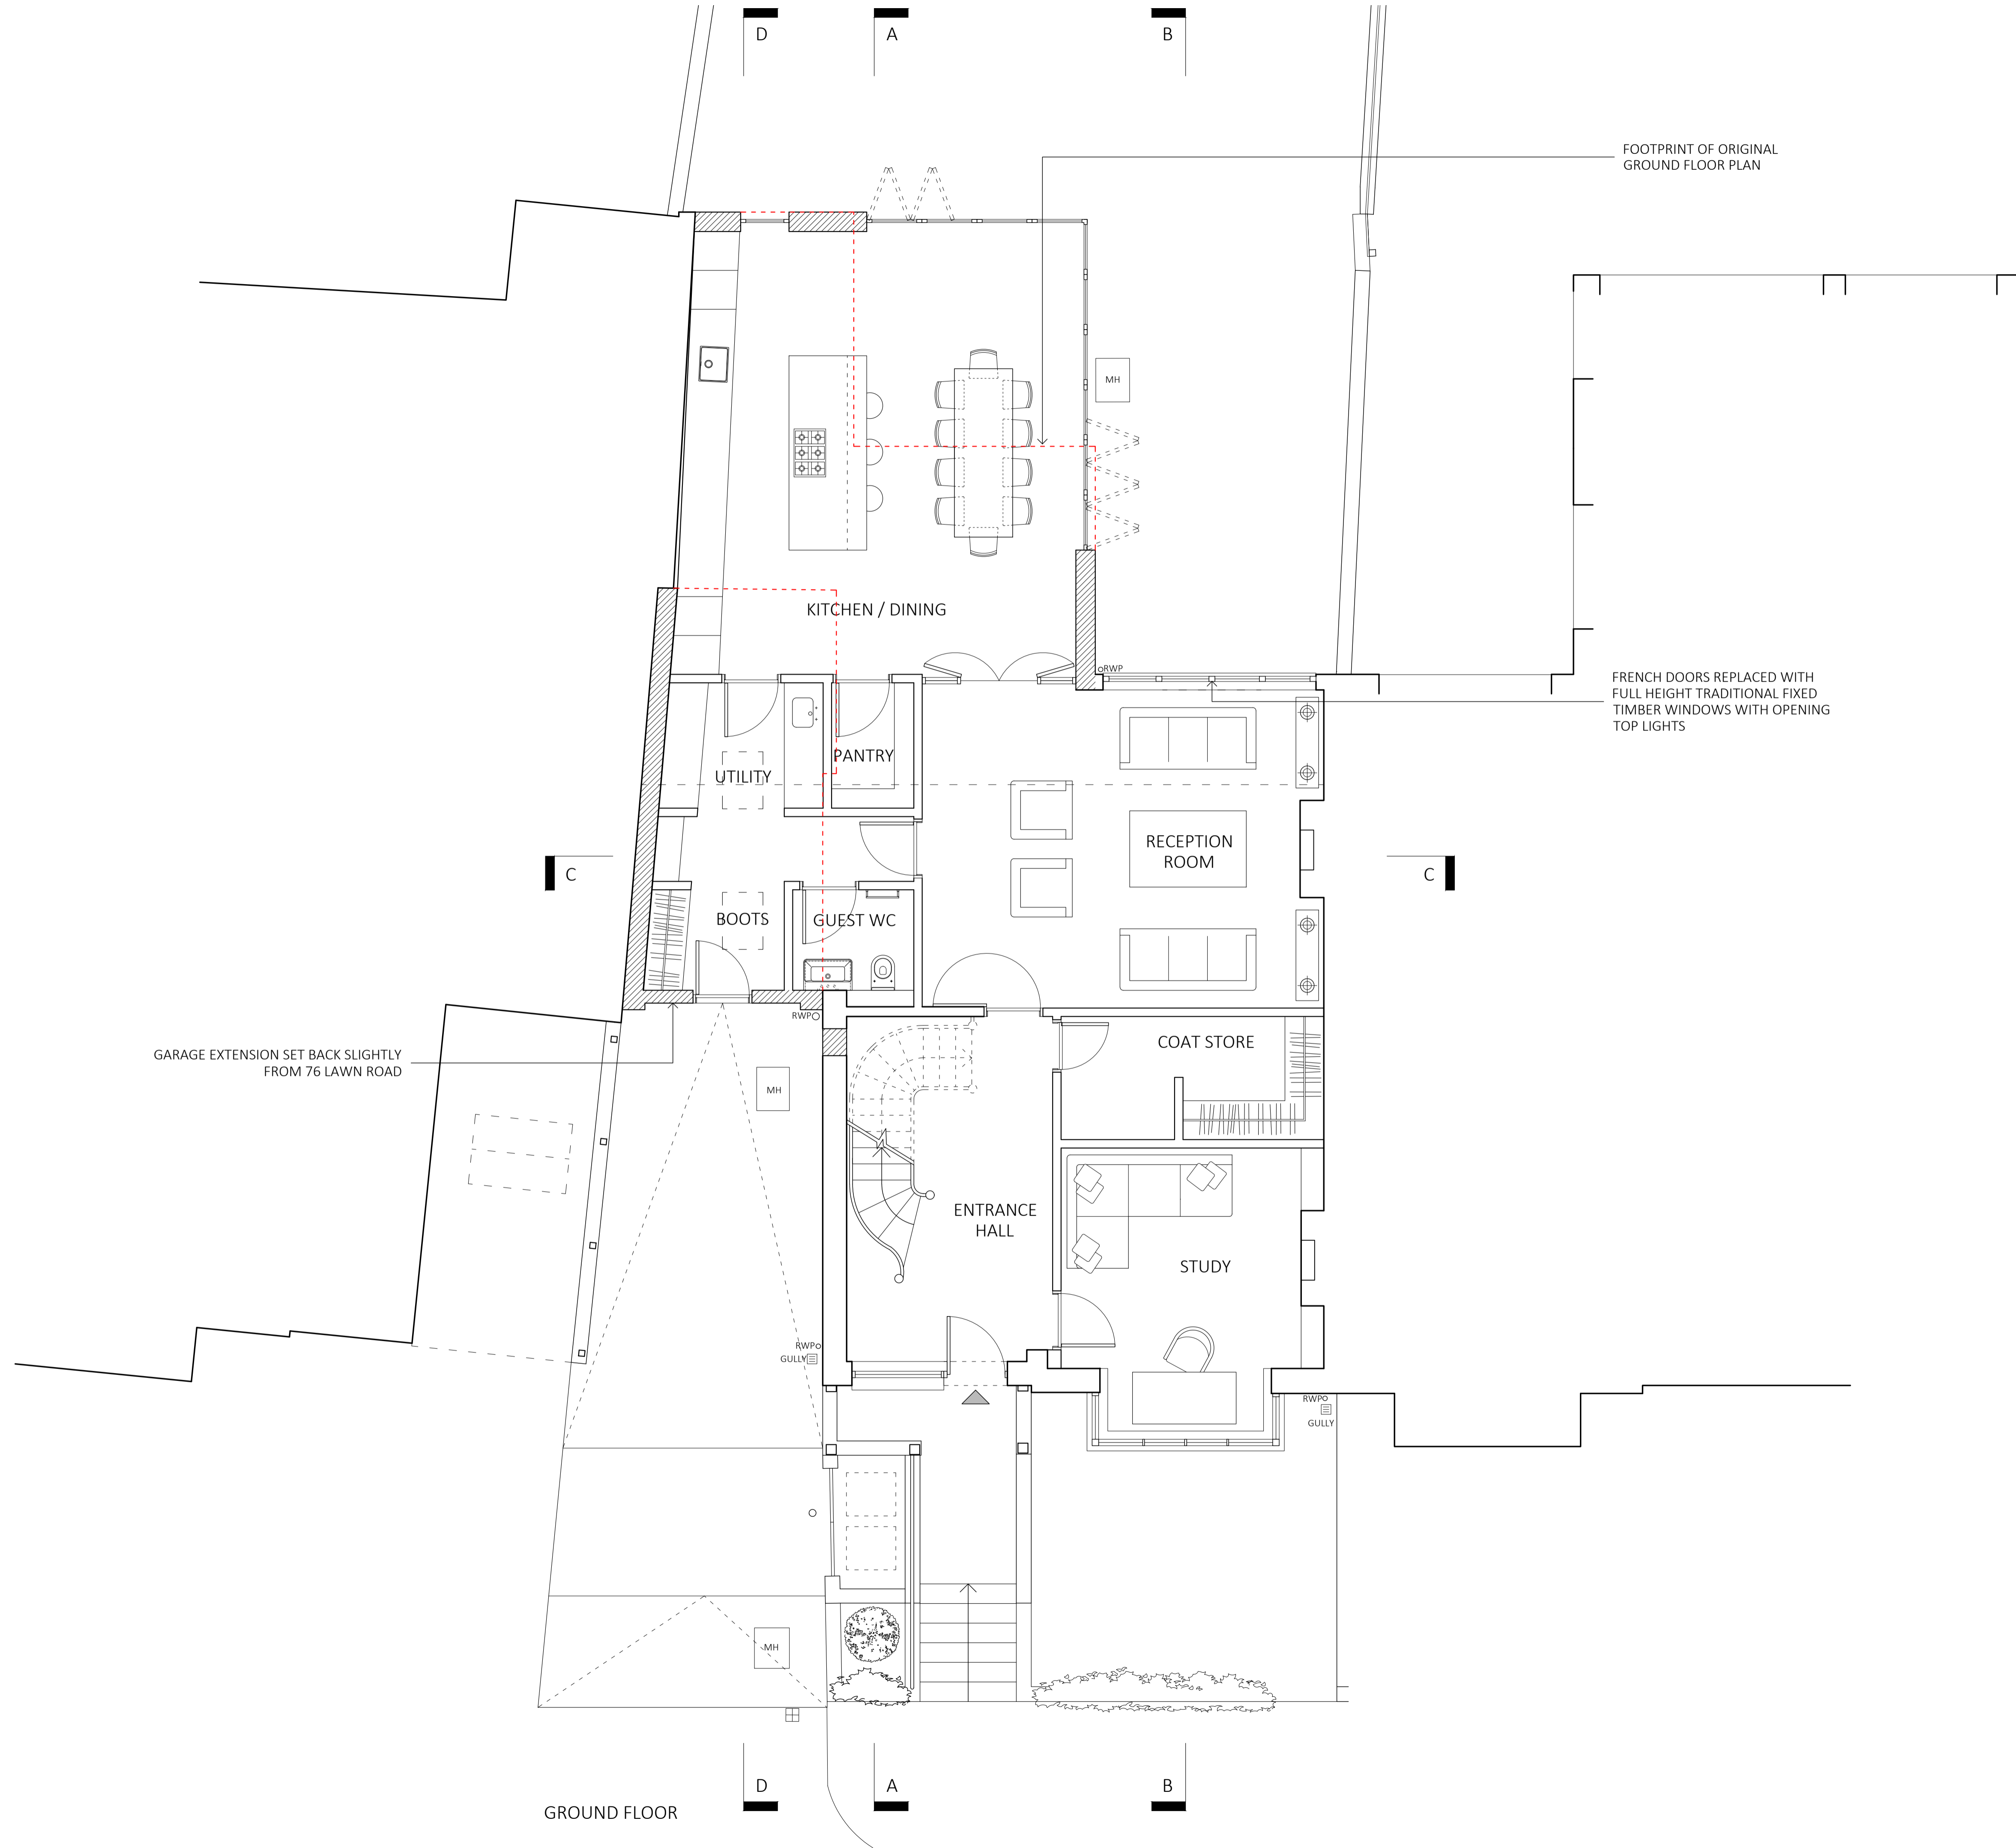 D
A
B
FOOTPRINT OF ORIGINAL
GROUND FLOOR PLAN
MH
KITCHEN / DINING
RWP
FRENCH DOORS REPLACED WITH
FULL HEIGHT TRADITIONAL FIXED
TIMBER WINDOWS WITH OPENING
TOP LIGHTS
PANTRY
UTILITY
RECEPTION
ROOM
C
C
BOOTS
GUEST WC
RWP
COAT STORE
GARAGE EXTENSION SET BACK SLIGHTLY
FROM 76 LAWN ROAD
MH
ENTRANCE
HALL
STUDY
RWP
GULLY
RWP
GULLY
MH
D
A
B
GROUND FLOOR